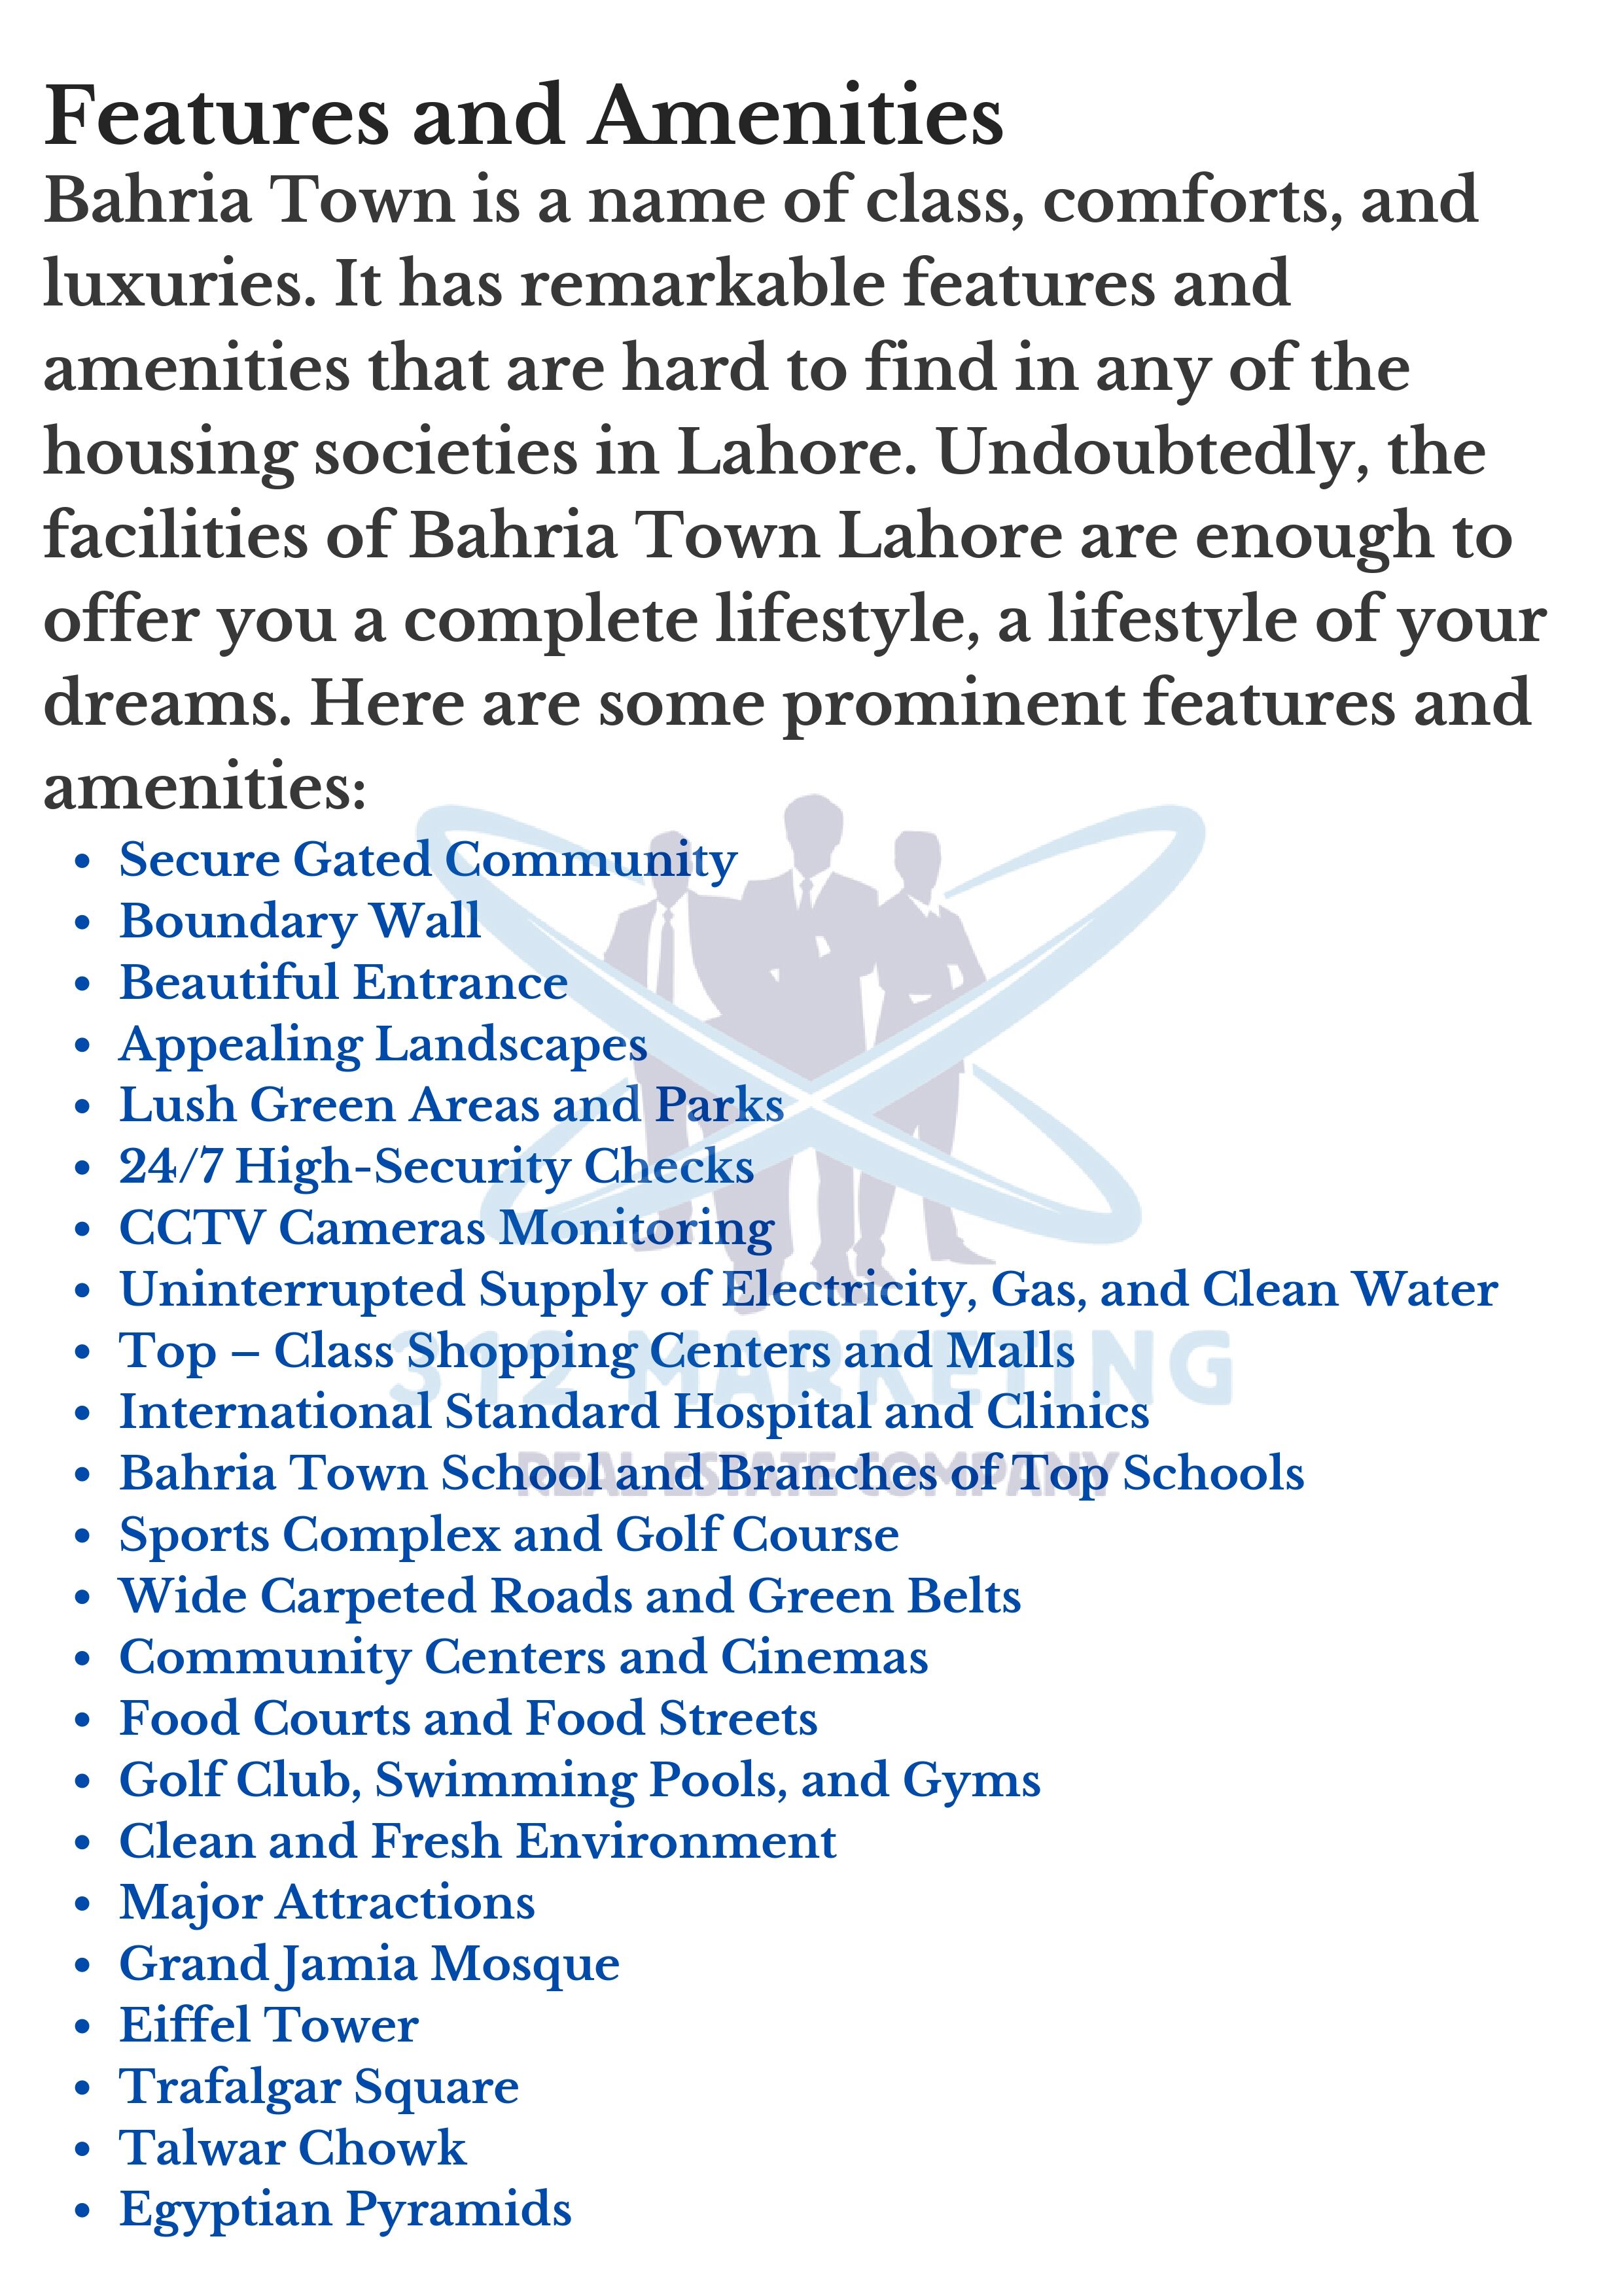 Features and Amenities
Bahria Town is a name of class, comforts, and
luxuries. It has remarkable features and
amenities that are hard to find in any of the
housing societies in Lahore. Undoubtedly, the
facilities of Bahria Town Lahore are enough to
offer you a complete lifestyle, a lifestyle of your
dreams. Here are some prominent features and
amenities:
• Secure Gated Community
• Boundary Wall
• Beautiful Entrance
• Appealing Landscapes
• Lush Green Areas and Parks
• 24/7 High-Security Checks
• CCTV Cameras Monitoring
• Uninterrupted Supply of Electricity, Gas, and Clean Water
• Top – Class Shopping Centers and Malls
• International Standard Hospital and Clinics
• Bahria Town School and Branches of Top Schools
• Sports Complex and Golf Course
• Wide Carpeted Roads and Green Belts
• Community Centers and Cinemas
• Food Courts and Food Streets
• Golf Club, Swimming Pools, and Gyms
• Clean and Fresh Environment
• Major Attractions
• Grand Jamia Mosque
• Eiffel Tower
• Trafalgar Square
• Talwar Chowk
• Egyptian Pyramids
312 MARKETING
REAL ESTATE COMPANY